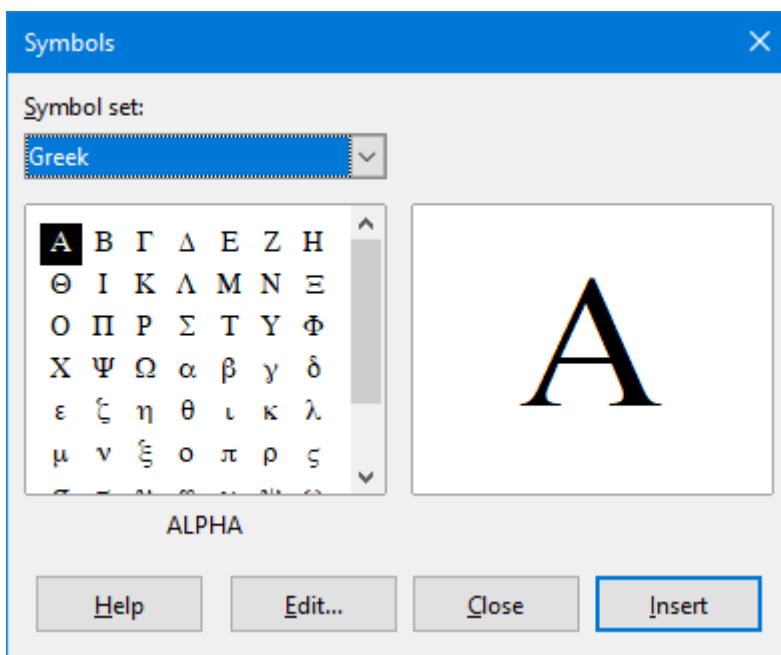 Symbols
Symbol set:
Greek
Α Β Γ Δ Ε Ζ Η
Θ Ι Κ Λ Μ Ν Ξ
Ο Π Ρ Σ Τ Υ Φ
Χ Ψ Ω α β γ δ
ε ζ η θ ι κ λ
μ ν ξ ο π ρ ς
Α
ALPHA
Help Edit... Close Insert